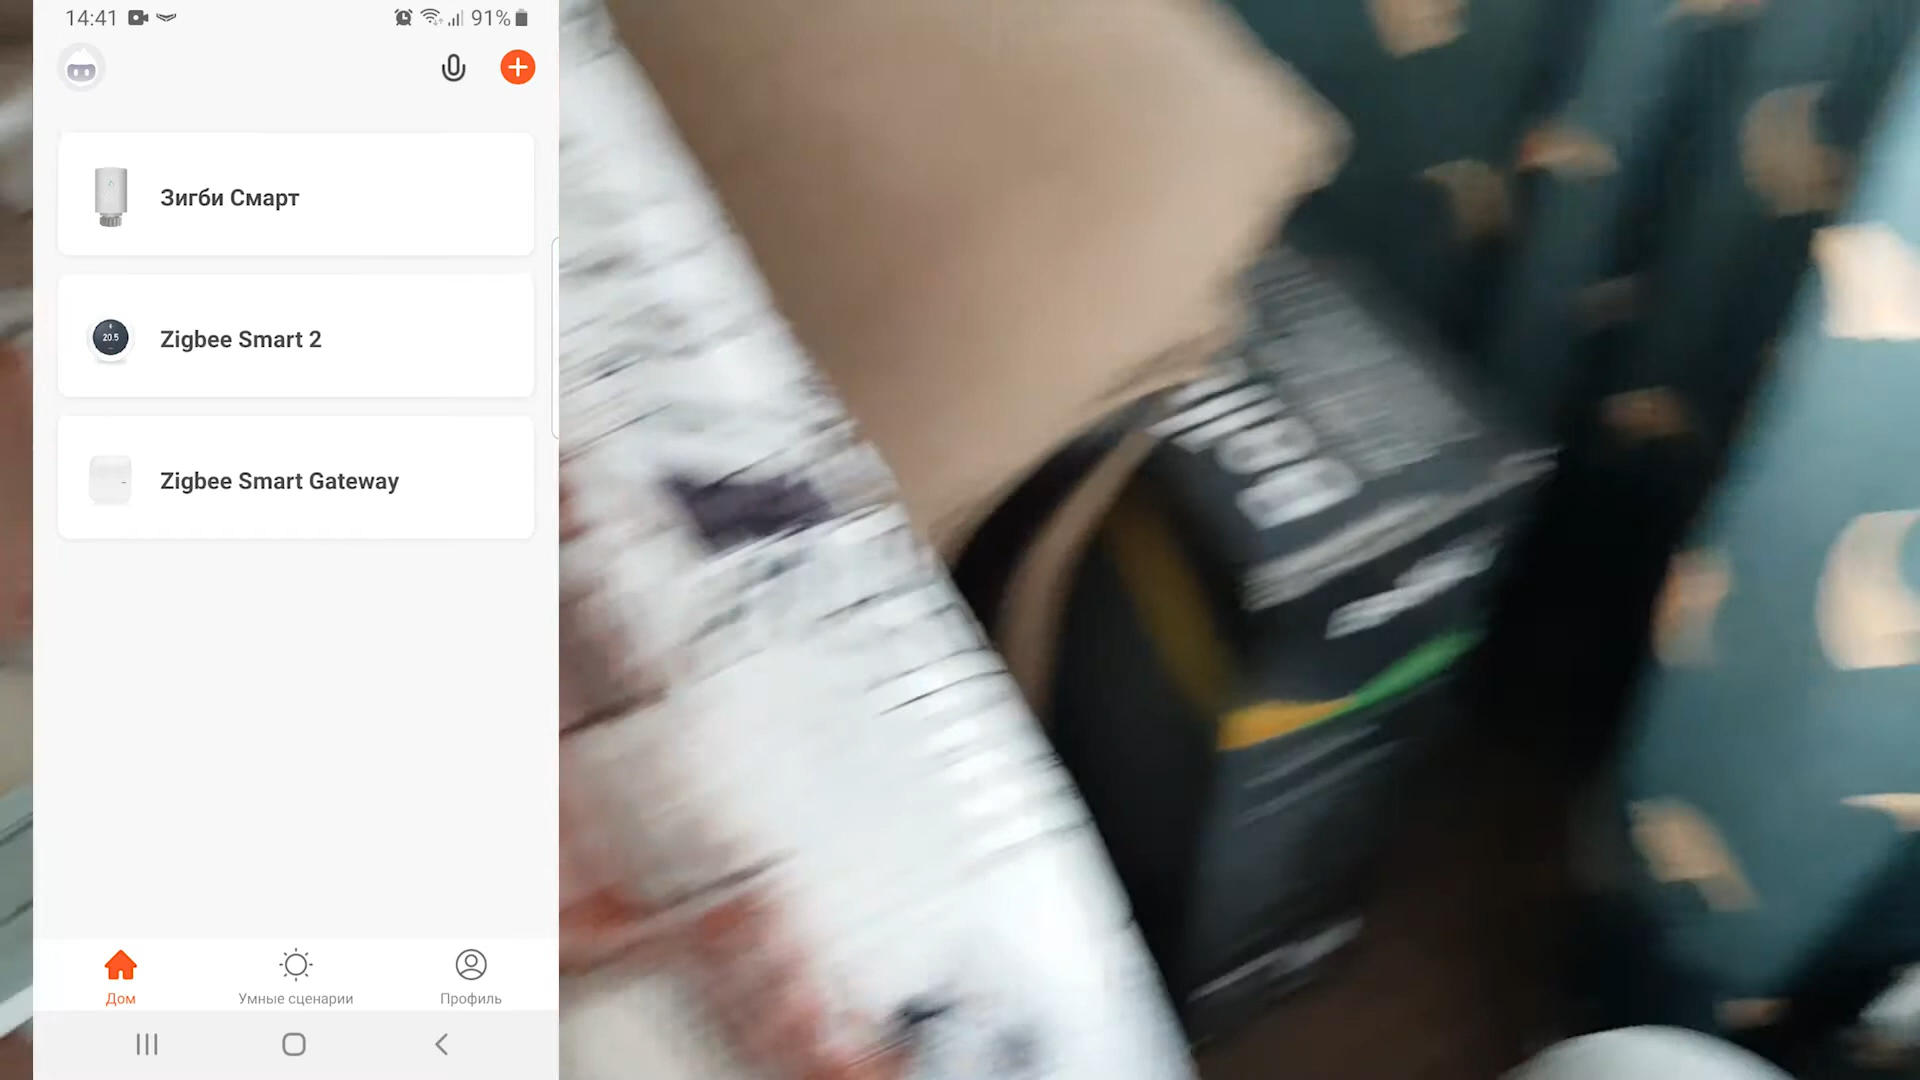 14:41
91%
Зигби Смарт
20.5
Zigbee Smart 2
Zigbee Smart Gateway
Дом
Умные сценарии
Профиль